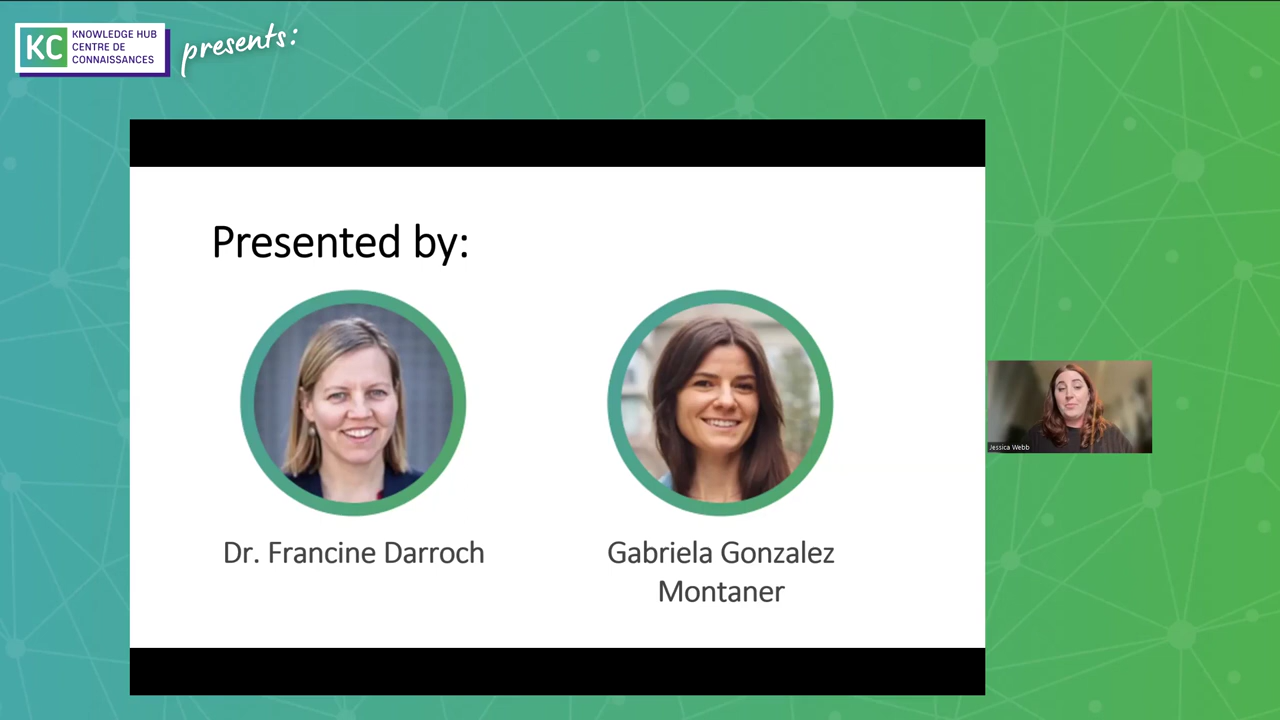 KC
KNOWLEDGE HUB
CENTRE DE
CONNAISSANCES
presents:
Presented by:
Dr. Francine Darroch
Gabriela Gonzalez
Montaner
Jessica Webb